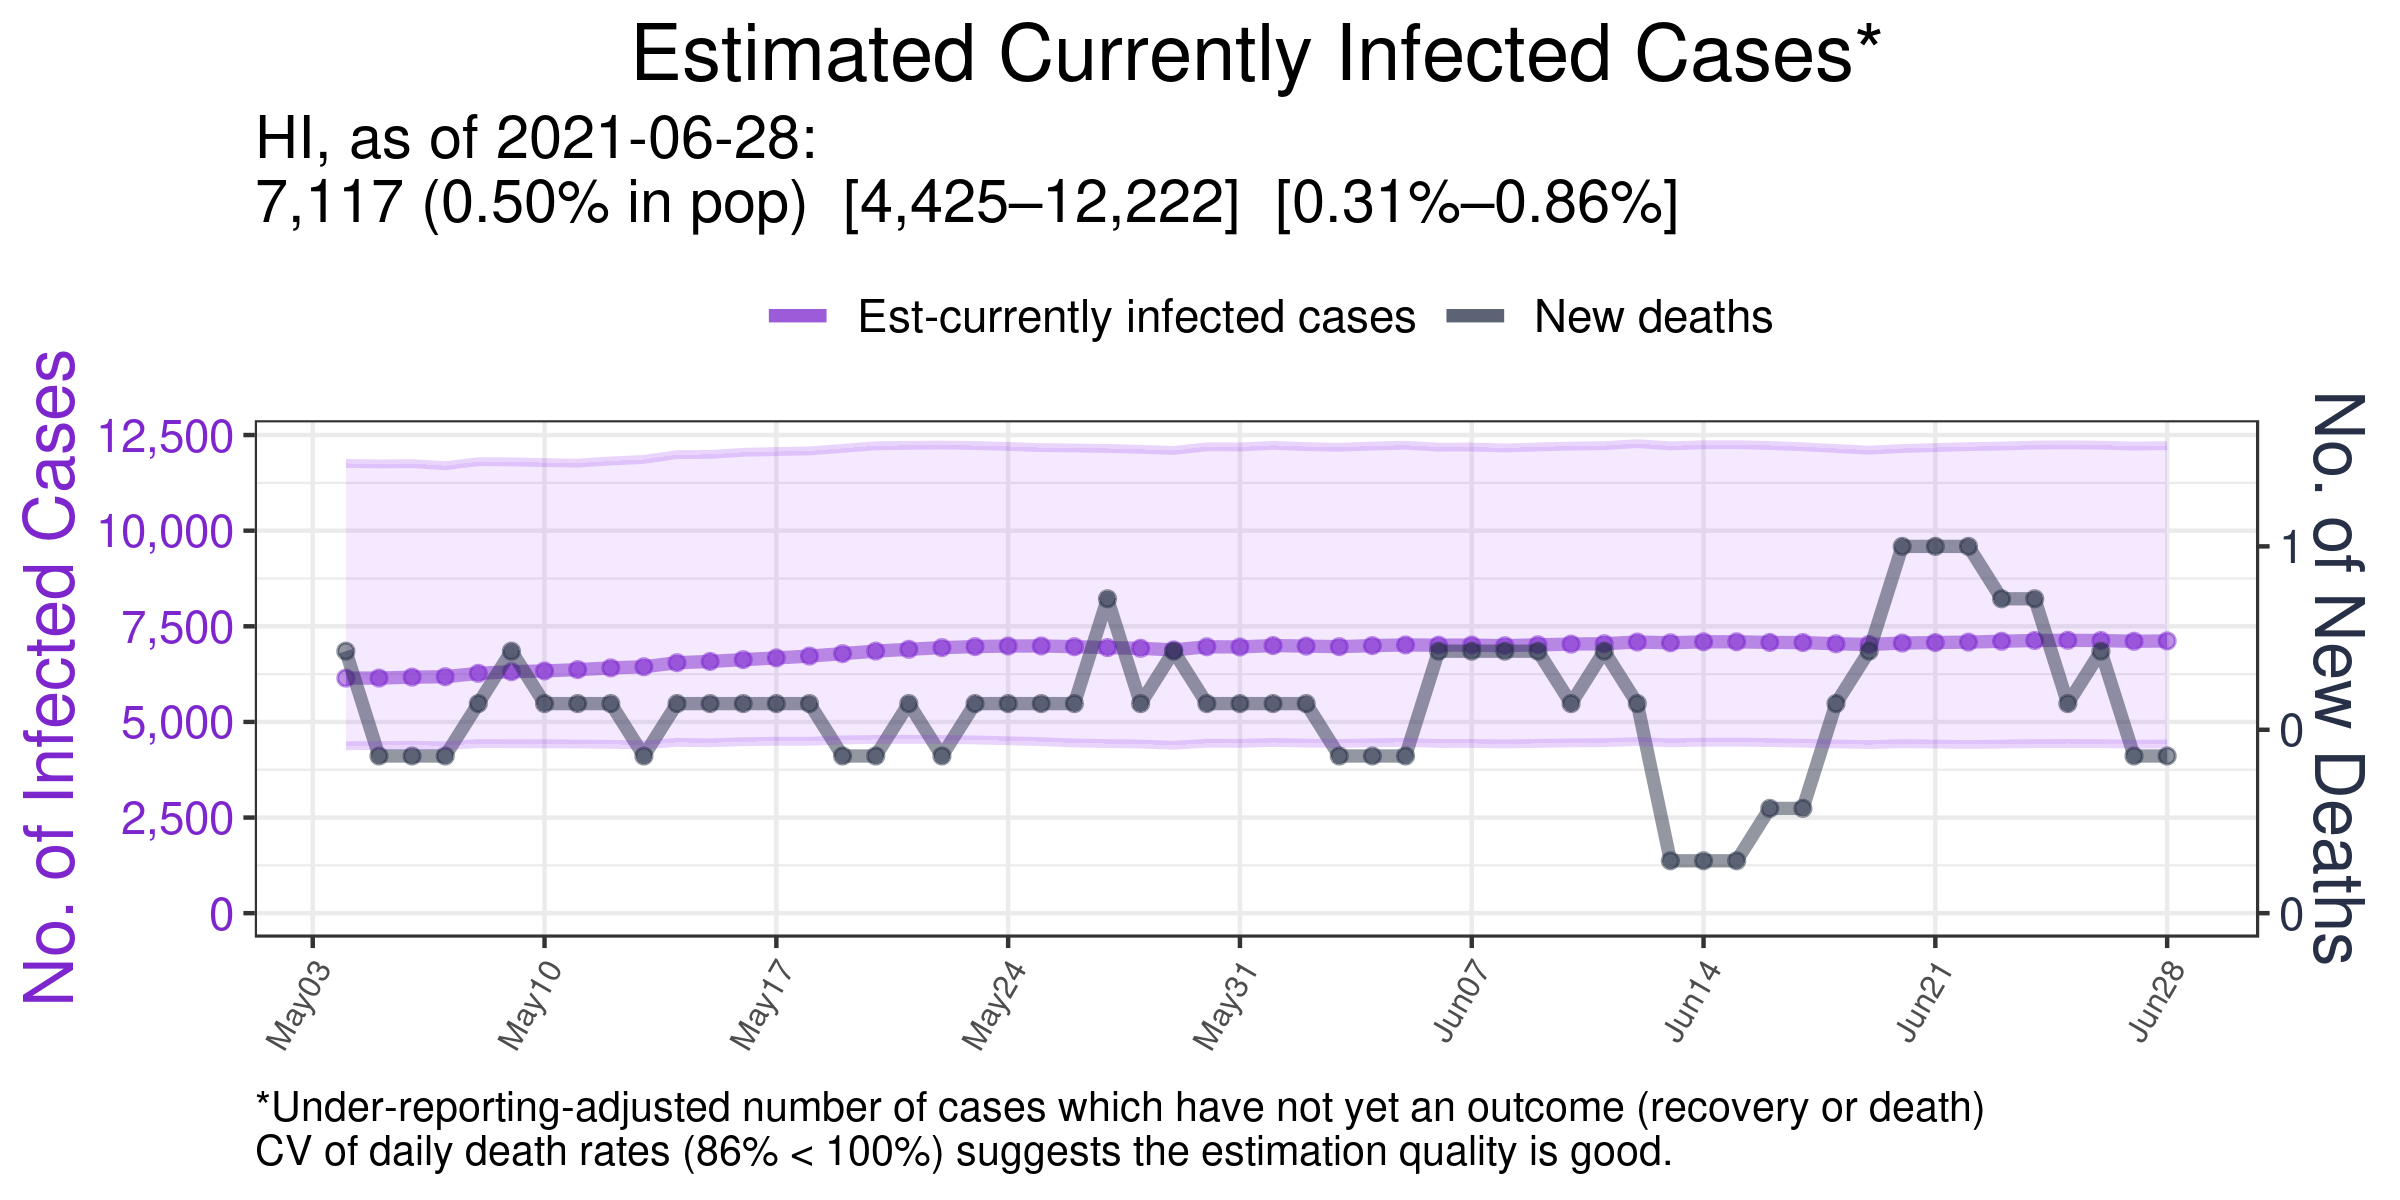 Estimated Currently Infected Cases*
HI, as of 2021-06-28:
7,117 (0.50% in pop) [4,425–12,222] [0.31%–0.86%]
Est-currently infected cases
New deaths
No. of Infected Cases
12,500
10,000
7,500
5,000
2,500
0
1
0
0
No. of New Deaths
May03
May10
May17
May24
May31
Jun07
Jun14
Jun21
Jun28
*Under-reporting-adjusted number of cases which have not yet an outcome (recovery or death)
CV of daily death rates (86% < 100%) suggests the estimation quality is good.